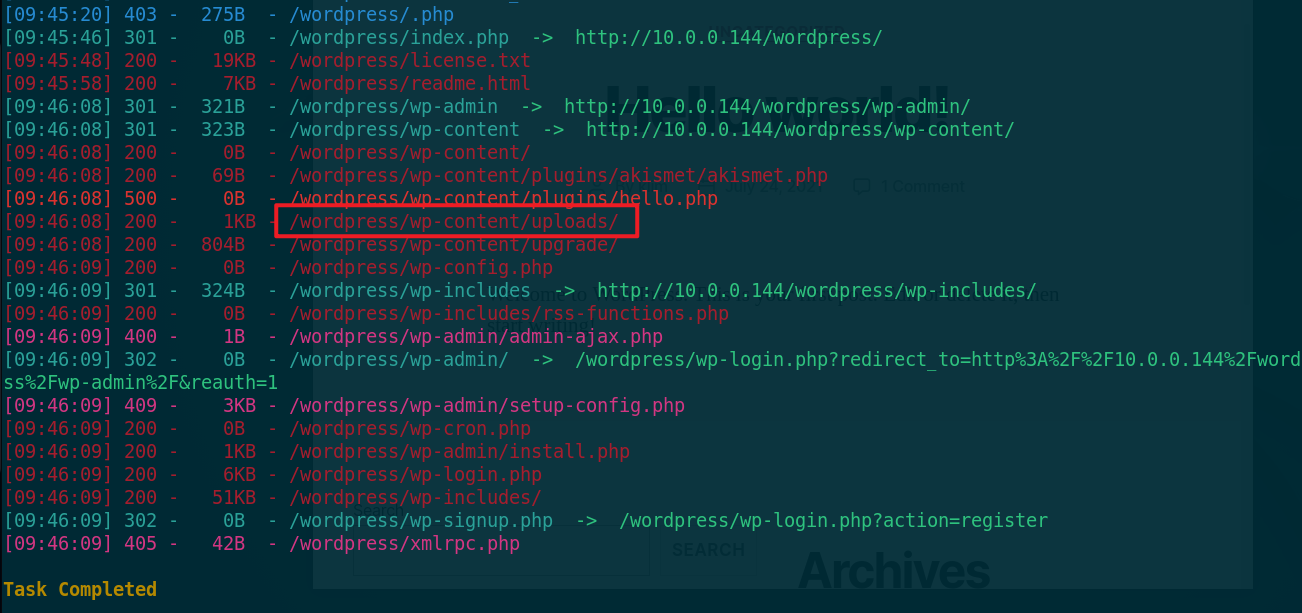 [09:45:20] 403 -  275B  - /wordpress/.php
[09:45:46] 301 -    0B  - /wordpress/index.php  ->  http://10.0.0.144/wordpress/
[09:45:48] 200 -   19KB - /wordpress/license.txt
[09:45:58] 200 -    7KB - /wordpress/readme.html
Hello world!
[09:46:08] 301 -  321B  - /wordpress/wp-admin  ->  http://10.0.0.144/wordpress/wp-admin/
[09:46:08] 301 -  323B  - /wordpress/wp-content  ->  http://10.0.0.144/wordpress/wp-content/
[09:46:08] 200 -    0B  - /wordpress/wp-content/
[09:46:08] 200 -   69B  - /wordpress/wp-content/plugins/akismet/akismet.php
1 Comment
[09:46:08] 500 -    0B  - /wordpress/wp-content/plugins/hello.php
[09:46:08] 200 -    1KB - /wordpress/wp-content/uploads/
[09:46:08] 200 -  804B  - /wordpress/wp-content/upgrade/
[09:46:09] 200 -    0B  - /wordpress/wp-config.php
[09:46:09] 301 -  324B  - /wordpress/wp-includes  ->  http://10.0.0.144/wordpress/wp-includes/
[09:46:09] 200 -    0B  - /wordpress/wp-includes/rss-functions.php
[09:46:09] 400 -    1B  - /wordpress/wp-admin/admin-ajax.php
[09:46:09] 302 -    0B  - /wordpress/wp-admin/  ->  /wordpress/wp-login.php?redirect_to=http%3A%2F%2F10.0.0.144%2Fword
ss%2Fwp-admin%2F&reauth=1
[09:46:09] 409 -    3KB - /wordpress/wp-admin/setup-config.php
[09:46:09] 200 -    0B  - /wordpress/wp-cron.php
[09:46:09] 200 -    1KB - /wordpress/wp-admin/install.php
[09:46:09] 200 -    6KB - /wordpress/wp-login.php
[09:46:09] 200 -   51KB - /wordpress/wp-includes/
Search
[09:46:09] 302 -    0B  - /wordpress/wp-signup.php  ->  /wordpress/wp-login.php?action=register
[09:46:09] 405 -   42B  - /wordpress/xmlrpc.php
SEARCH
Archives
Task Completed